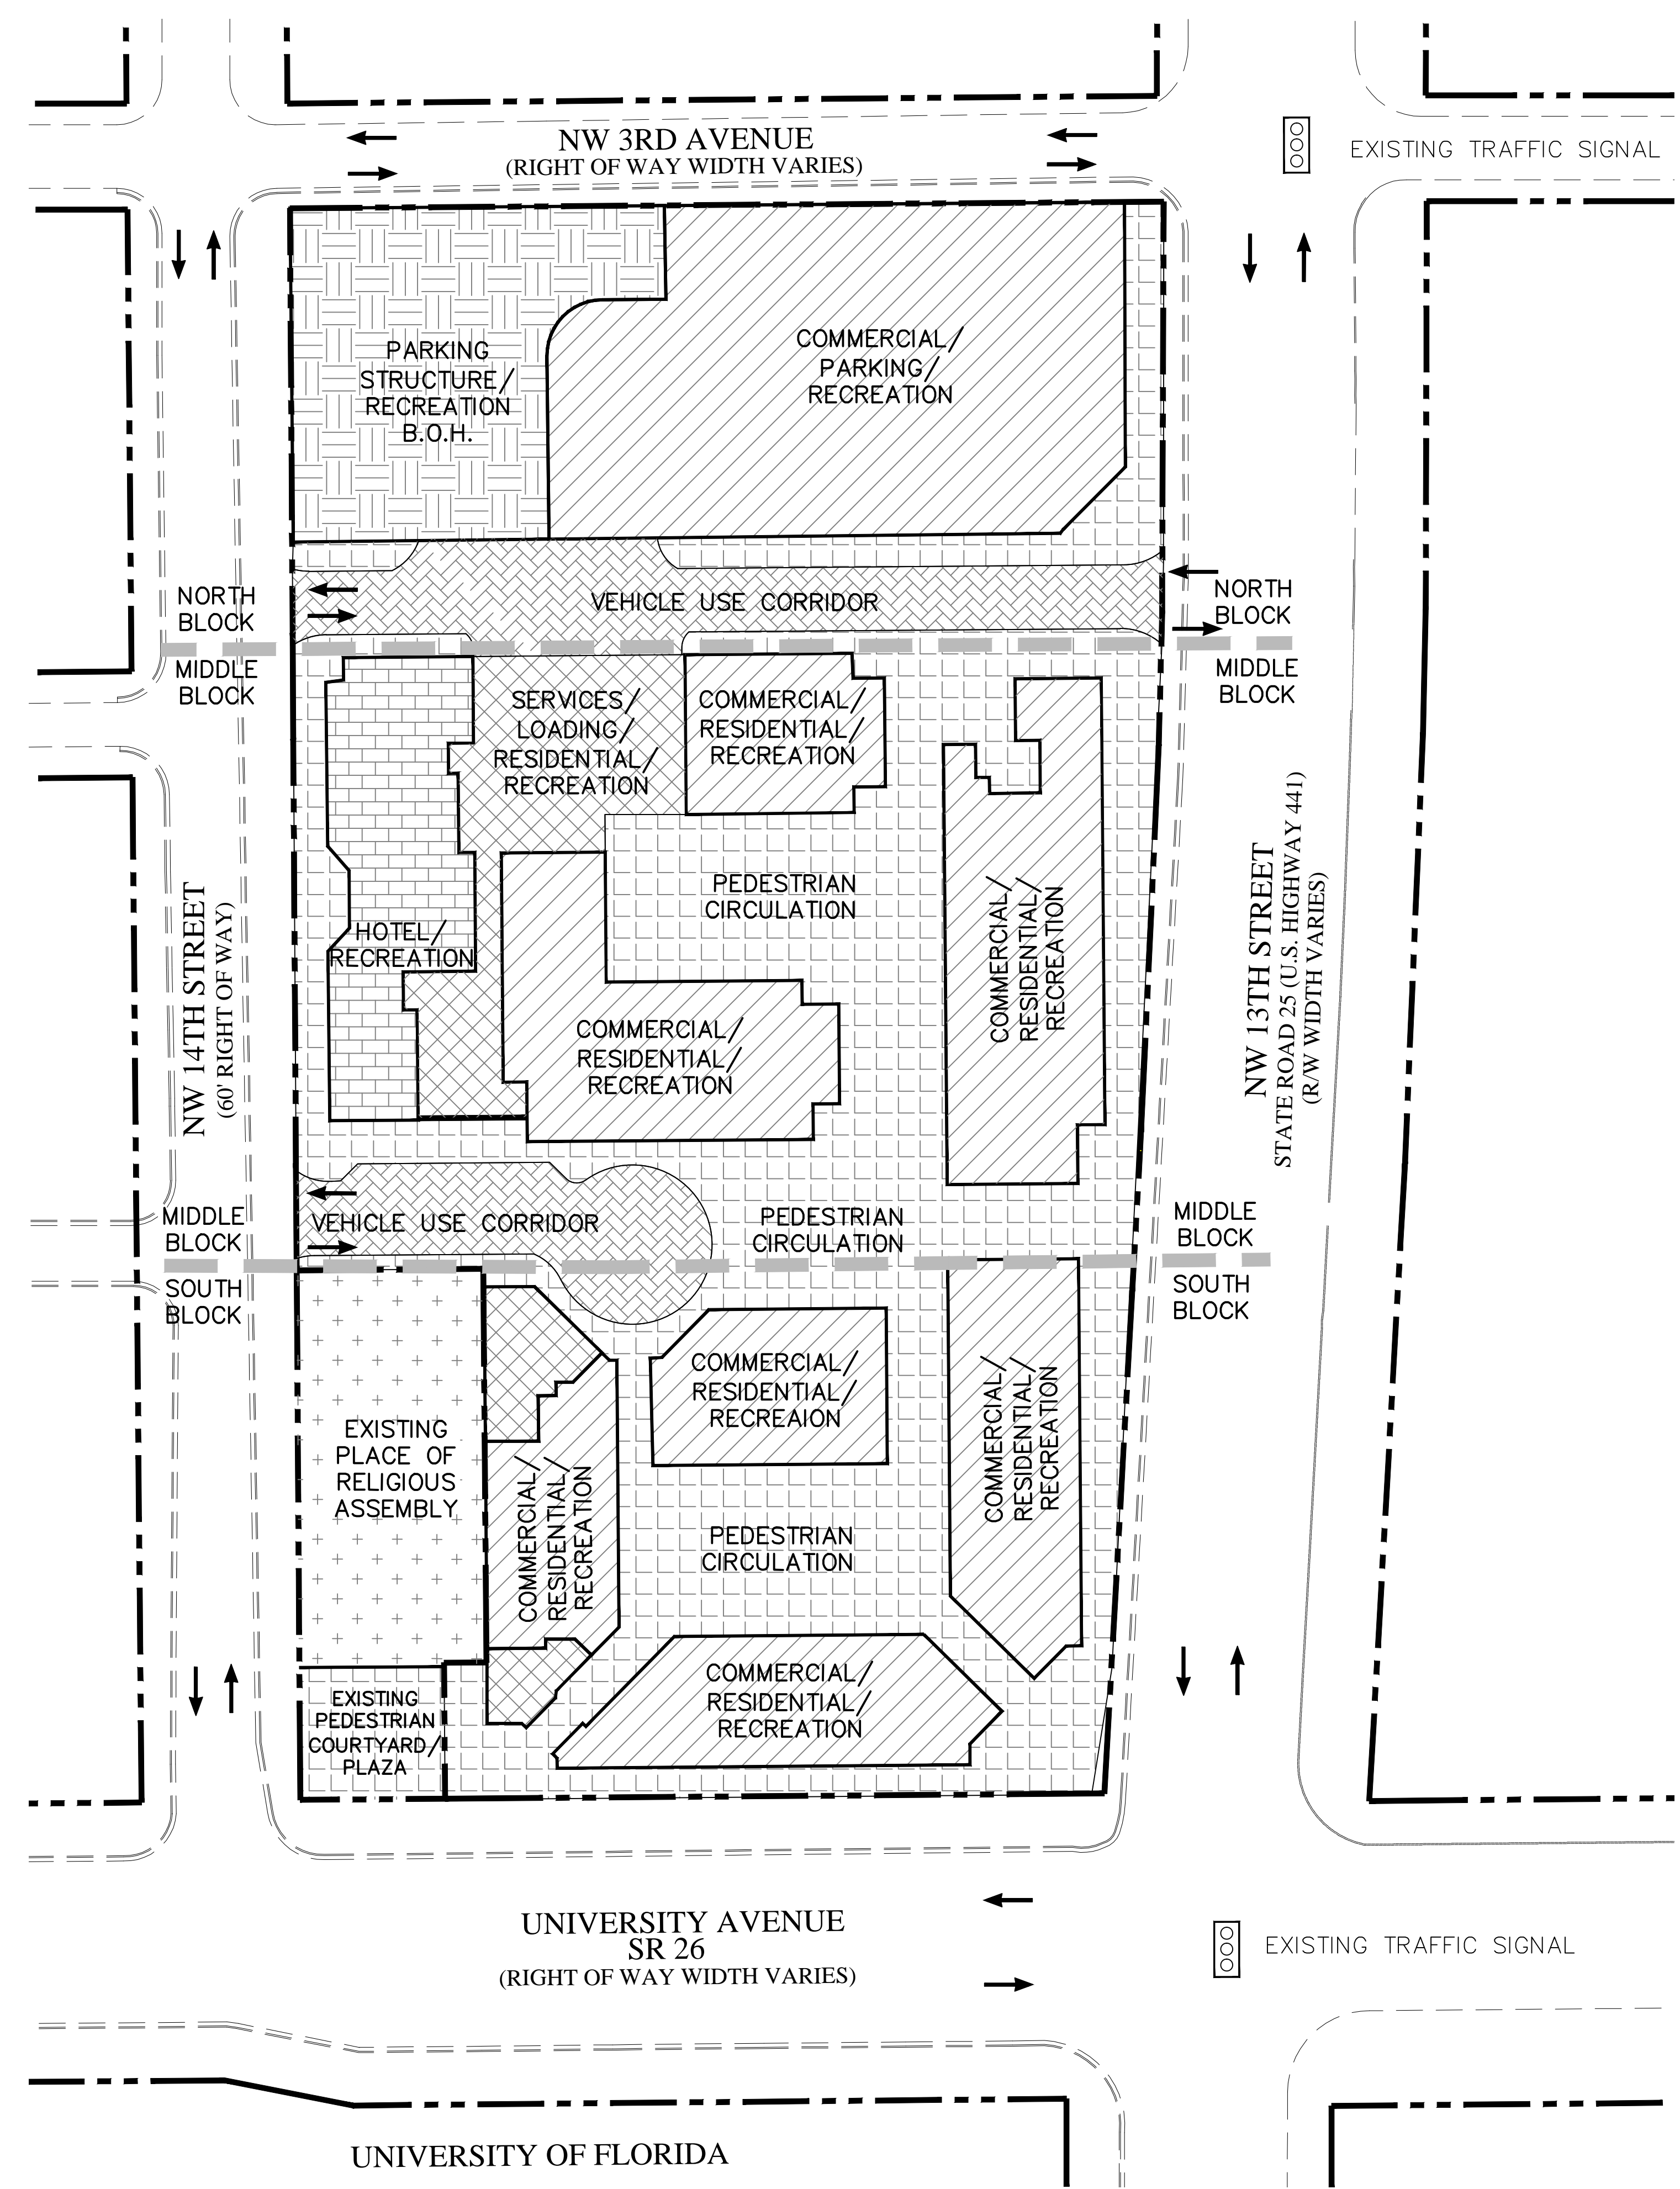 NW 3RD AVENUE
(RIGHT OF WAY WIDTH VARIES)
EXISTING TRAFFIC SIGNAL
PARKING
STRUCTURE/
RECREATION
B.O.H.
COMMERCIAL/
PARKING/
RECREATION
NORTH
BLOCK
VEHICLE USE CORRIDOR
NORTH
BLOCK
MIDDLE
BLOCK
MIDDLE
BLOCK
SERVICES/
LOADING/
RESIDENTIAL/
RECREATION
COMMERCIAL/
RESIDENTIAL/
RECREATION
PEDESTRIAN
CIRCULATION
HOTEL/
RECREATION
COMMERCIAL/
RESIDENTIAL/
RECREATION
COMMERCIAL/
RESIDENTIAL/
RECREATION
NW 14TH STREET
(60' RIGHT OF WAY)
NW 13TH STREET
STATE ROAD 25 (U.S. HIGHWAY 441)
(R/W WIDTH VARIES)
MIDDLE
BLOCK
VEHICLE USE CORRIDOR
PEDESTRIAN
CIRCULATION
MIDDLE
BLOCK
SOUTH
BLOCK
SOUTH
BLOCK
EXISTING
PLACE OF
RELIGIOUS
ASSEMBLY
COMMERCIAL/
RESIDENTIAL/
RECREATION
COMMERCIAL/
RESIDENTIAL/
RECREAION
COMMERCIAL/
RESIDENTIAL/
RECREATION
PEDESTRIAN
CIRCULATION
EXISTING
PEDESTRIAN
COURTYARD/
PLAZA
COMMERCIAL/
RESIDENTIAL/
RECREATION
UNIVERSITY AVENUE
SR 26
(RIGHT OF WAY WIDTH VARIES)
EXISTING TRAFFIC SIGNAL
UNIVERSITY OF FLORIDA